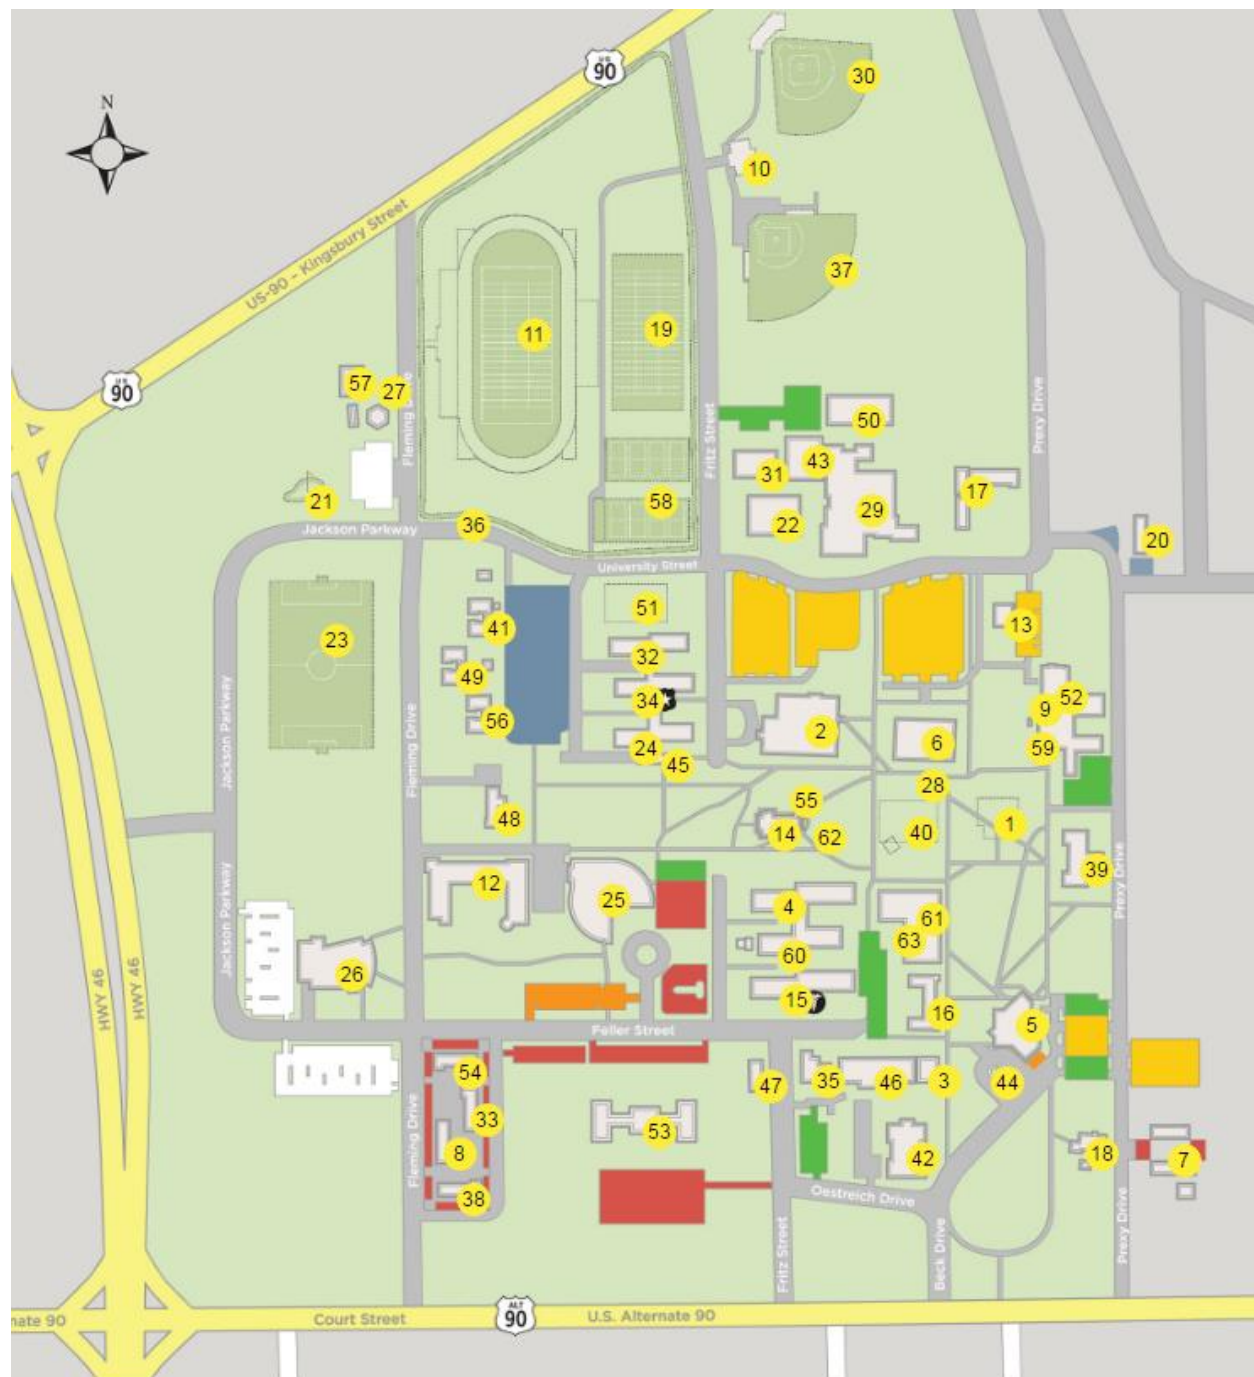 U.S.
90
30
N
10
US-90 - Kingsbury Street
37
11
19
U.S.
90
57
27
Fleming Drive
Fritz Street
Prexy Drive
50
43
31
17
21
58
29
22
36
Jackson Parkway
20
University Street
51
41
13
23
32
49
34
52
9
56
2
6
24
59
45
Jackson Parkway
Fleming Drive
28
55
48
1
14
62
40
39
12
25
4
61
Prexy Drive
Jackson Parkway
63
60
26
HWY 46
HWY 46
15
16
5
Feller Street
54
47
35
46
3
44
33
53
Fleming Drive
8
42
18
7
38
Oestreich Drive
Fritz Street
Beck Drive
Prexy Drive
nate 90
Court Street
ALT
90
U.S. Alternate 90